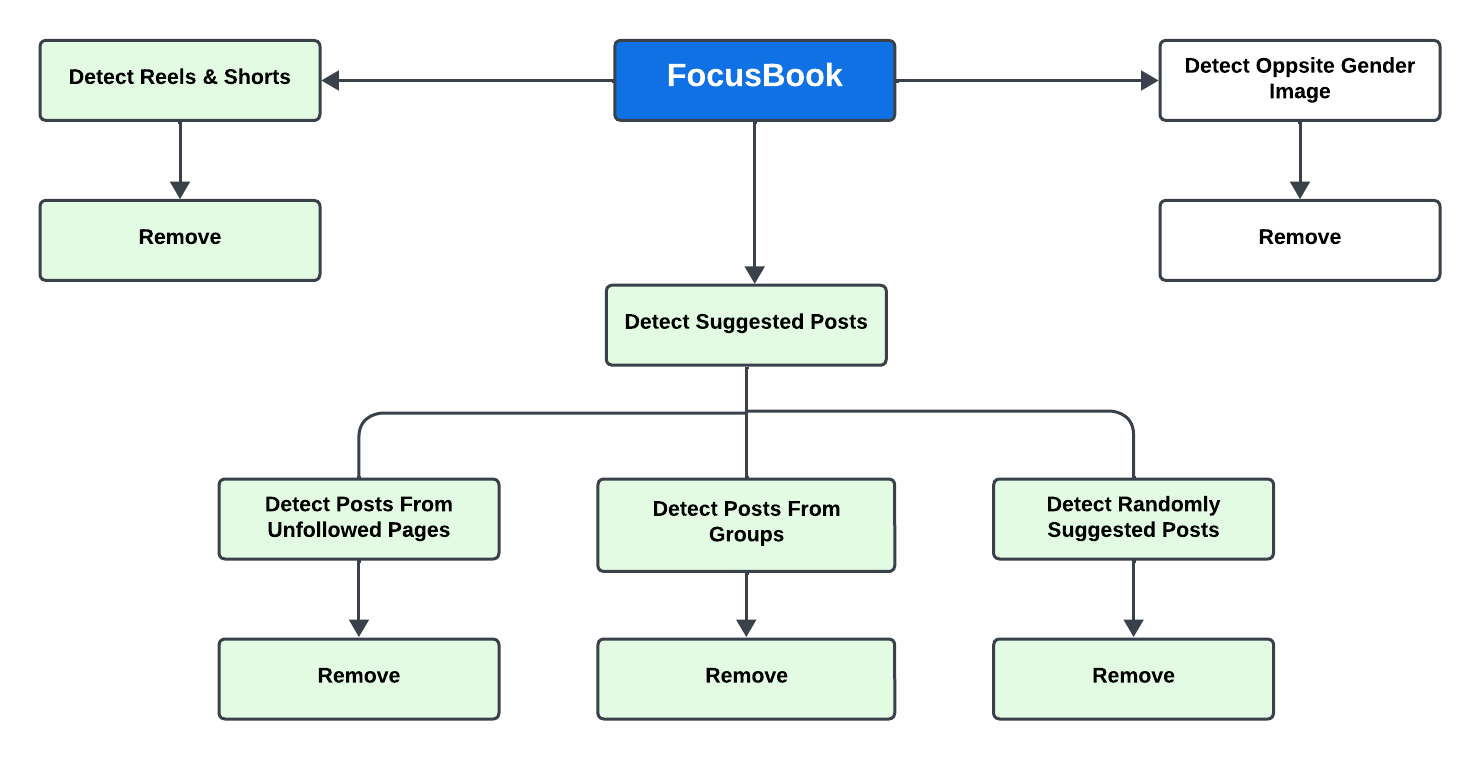 Detect Reels & Shorts
FocusBook
Detect Oppsite Gender
Image
Remove
Remove
Detect Suggested Posts
Detect Posts From
Unfollowed Pages
Detect Posts From
Groups
Detect Randomly
Suggested Posts
Remove
Remove
Remove